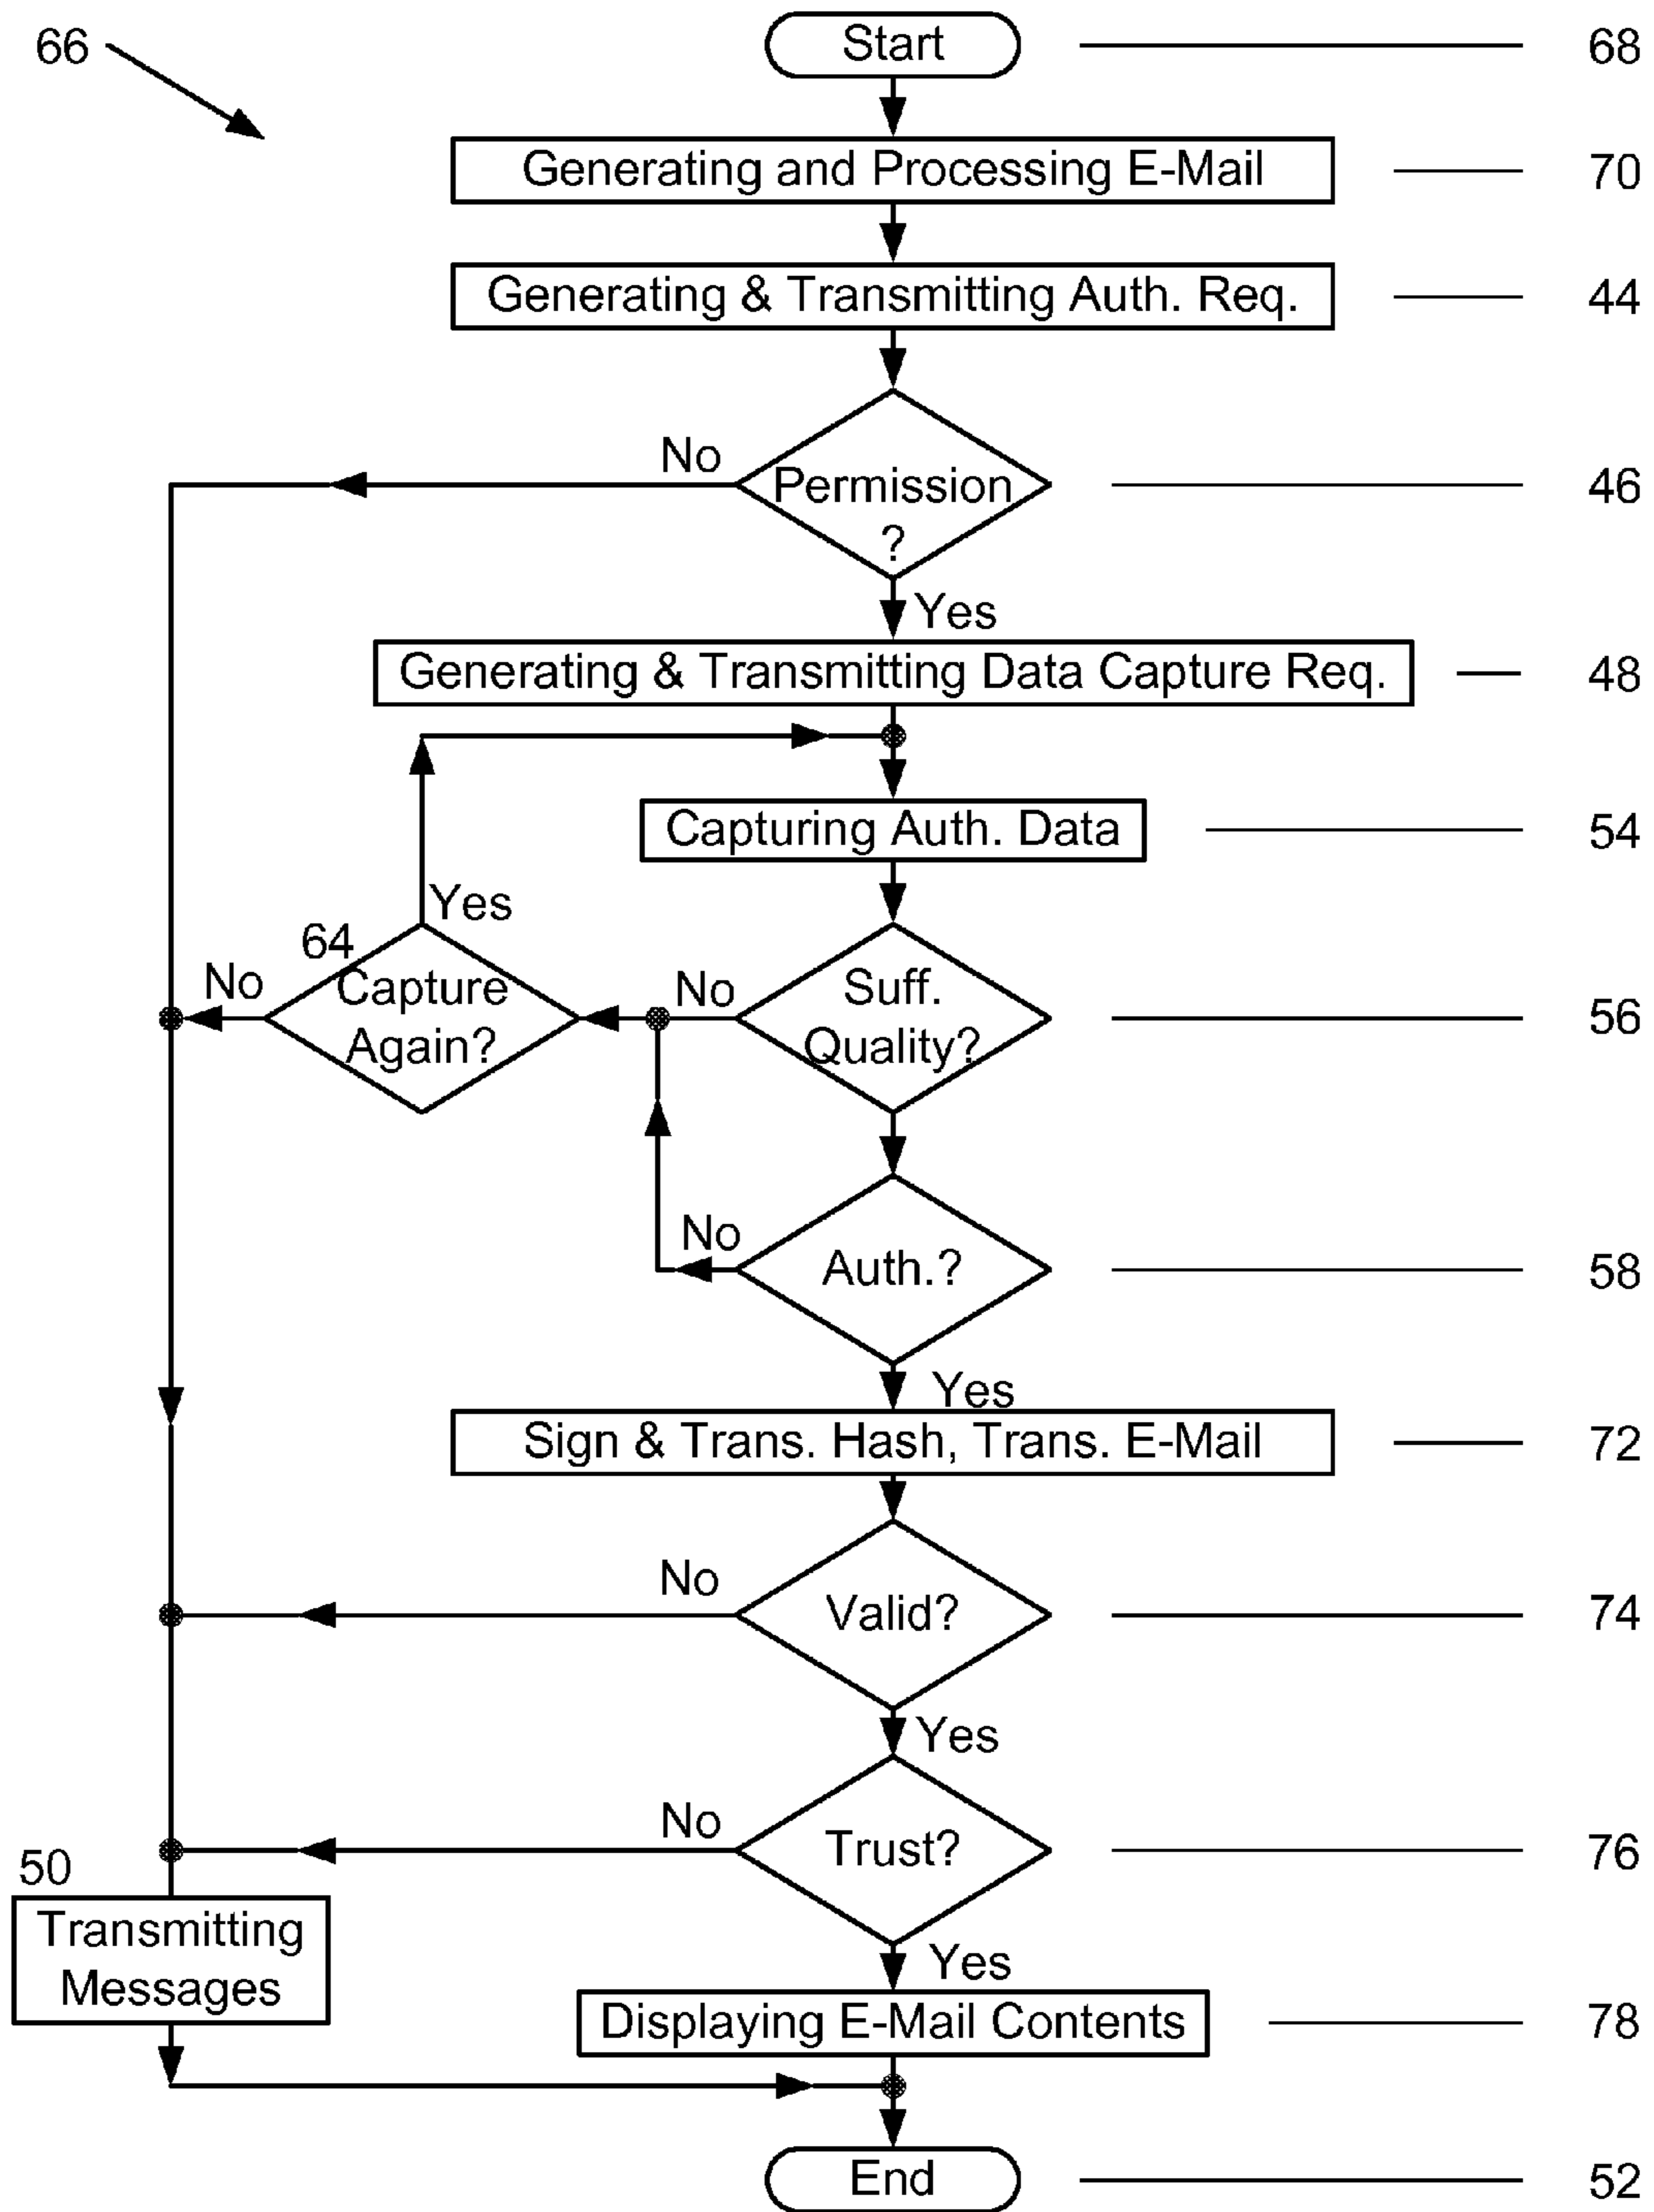 66
Start
68
Generating and Processing E-Mail
70
Generating & Transmitting Auth. Req.
44
No
Permission
?
46
Yes
Generating & Transmitting Data Capture Req.
48
Capturing Auth. Data
54
Yes
64
No
Capture
Again?
No
Suff.
Quality?
56
No
Auth.?
58
Yes
Sign & Trans. Hash, Trans. E-Mail
72
No
Valid?
74
Yes
No
Trust?
76
50
Transmitting
Messages
Yes
Displaying E-Mail Contents
78
End
52